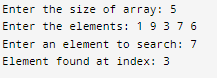 Enter the size of array: 5
Enter the elements: 1 9 3 7 6
Enter an element to search: 7
Element found at index: 3